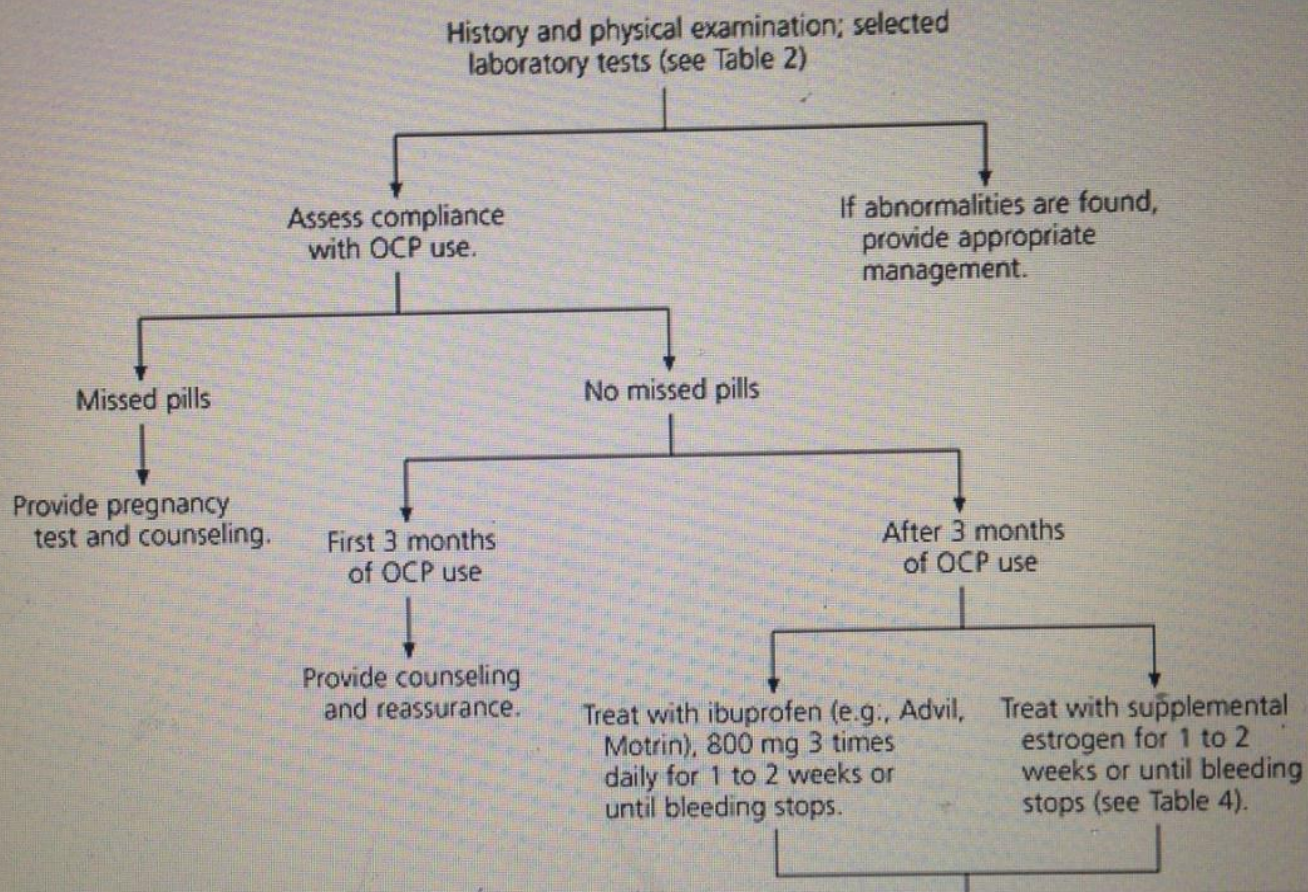 History and physical examination; selected
laboratory tests (see Table 2)
Assess compliance
with OCP use.
If abnormalities are found,
provide appropriate
management.
Missed pills
No missed pills
Provide pregnancy
test and counseling.
First 3 months
of OCP use
After 3 months
of OCP use
Provide counseling
and reassurance.
Treat with ibuprofen (e.g., Advil,
Motrin), 800 mg 3 times
daily for 1 to 2 weeks or
until bleeding stops.
Treat with supplemental
estrogen for 1 to 2
weeks or until bleeding
stops (see Table 4).